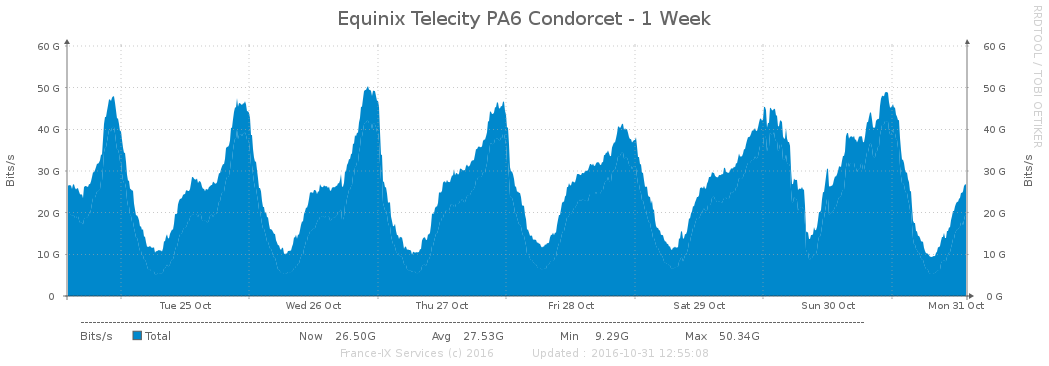 Equinix Telecity PA6 Condorcet - 1 Week
RRDTOOL / TOBI OETIKER
Bits/s
Bits/s
60 G 60 G
50 G 50 G
40 G 40 G
30 G 30 G
20 G 20 G
10 G 10 G
0 0 G
Tue 25 Oct Wed 26 Oct Thu 27 Oct Fri 28 Oct Sat 29 Oct Sun 30 Oct Mon 31 Oct
Bits/s Total Now 26.50G Avg 27.53G Min 9.29G Max 50.34G
France-IX Services (c) 2016 Updated : 2016-10-31 12:55:08